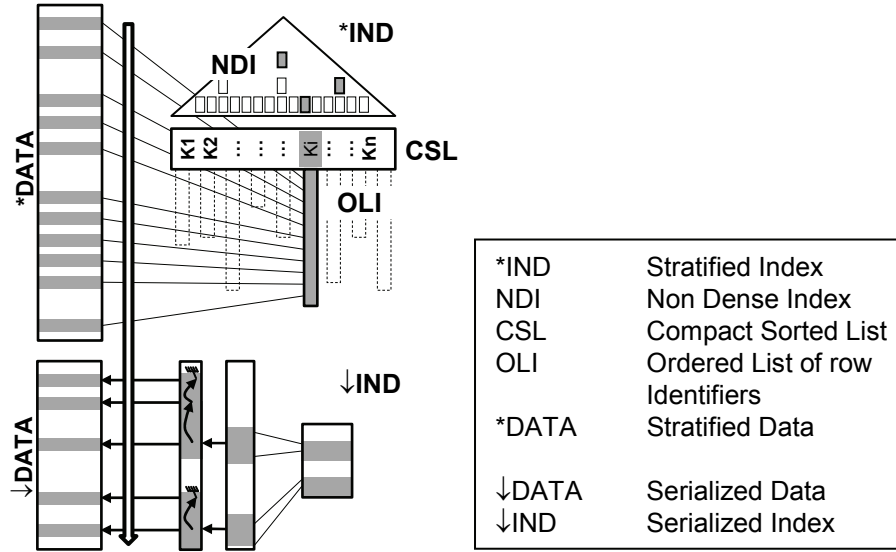 *IND
NDI
K1 K2 ... ... ... Ki ... ... Kn
CSL
OLI
*DATA
↓IND
↓DATA
*IND Stratified Index
NDI Non Dense Index
CSL Compact Sorted List
OLI Ordered List of row
Identifiers
*DATA Stratified Data
↓DATA Serialized Data
↓IND Serialized Index